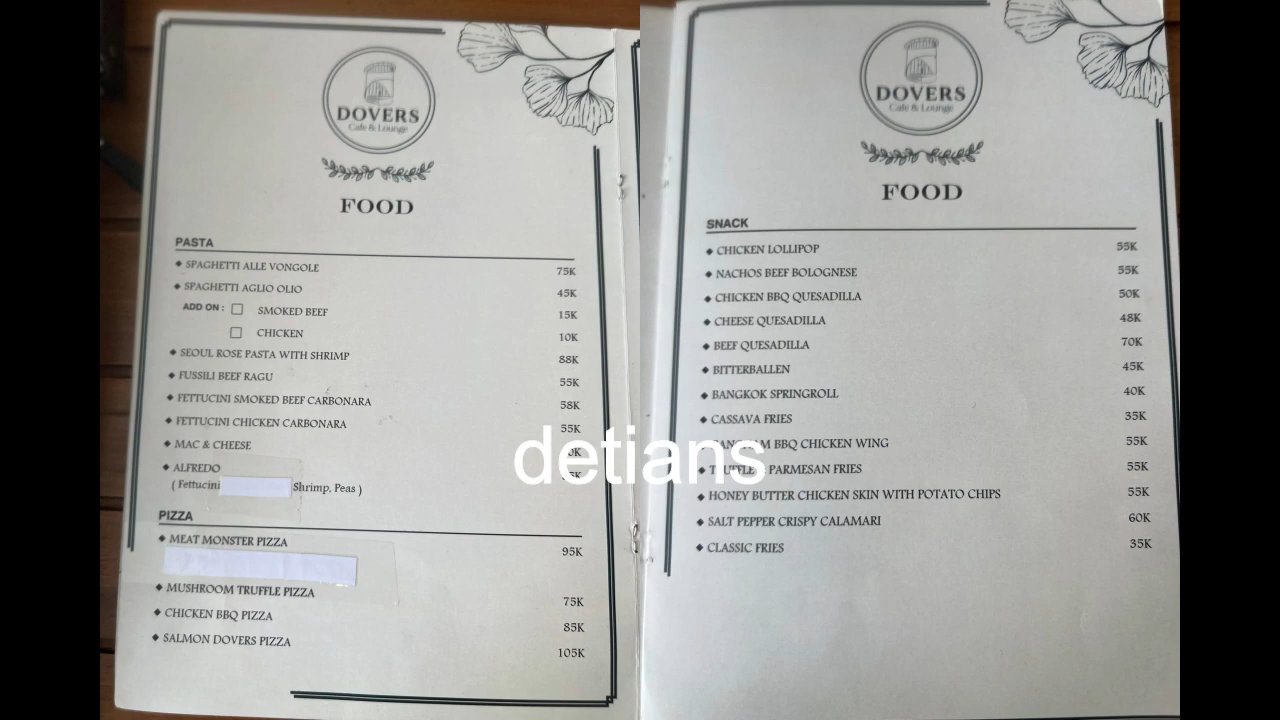 DOVERS
Cafe & Lounge
FOOD
PASTA
SPAGHETTI ALLE VONGOLE 75K
SPAGHETTI AGLIO OLIO 45K
ADD ON : SMOKED BEEF 15K
CHICKEN 10K
SEOUL ROSE PASTA WITH SHRIMP 88K
FUSSILI BEEF RAGU 55K
FETTUCINI SMOKED BEEF CARBONARA 58K
FETTUCINI CHICKEN CARBONARA 55K
MAC & CHEESE
ALFREDO
( Fettucini Shrimp, Peas )
PIZZA
MEAT MONSTER PIZZA 95K
MUSHROOM TRUFFLE PIZZA 75K
CHICKEN BBQ PIZZA 85K
SALMON DOVERS PIZZA 105K
DOVERS
Cafe & Lounge
FOOD
SNACK
CHICKEN LOLLIPOP 55K
NACHOS BEEF BOLOGNESE 55K
CHICKEN BBQ QUESADILLA 50K
CHEESE QUESADILLA 48K
BEEF QUESADILLA 70K
BITTERBALLEN 45K
BANGKOK SPRINGROLL 40K
CASSAVA FRIES 35K
BBQ CHICKEN WING 55K
PARMESAN FRIES 55K
HONEY BUTTER CHICKEN SKIN WITH POTATO CHIPS 55K
SALT PEPPER CRISPY CALAMARI 60K
CLASSIC FRIES 35K
detians